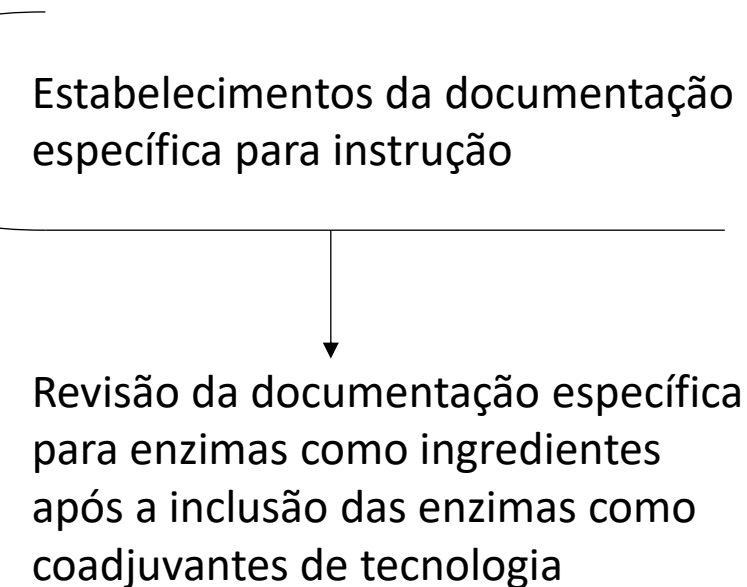 Estabelecimentos da documentação
específica para instrução
Revisão da documentação específica
para enzimas como ingredientes
após a inclusão das enzimas como
coadjuvantes de tecnologia